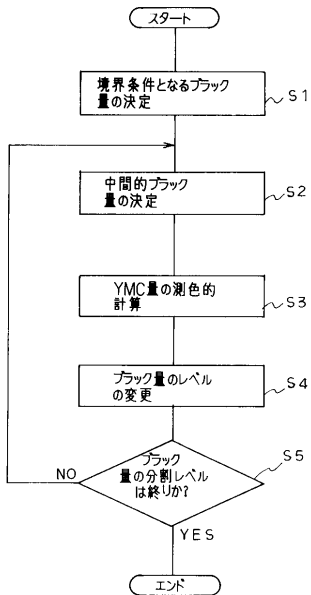 スタート
境界条件となるブラック
量の決定
S1
中間的ブラック
量の決定
S2
YMC量の測色的
計算
S3
ブラック量のレベル
の変更
S4
ブラック
量の分割レベル
は終りか?
S5
NO
YES
エンド